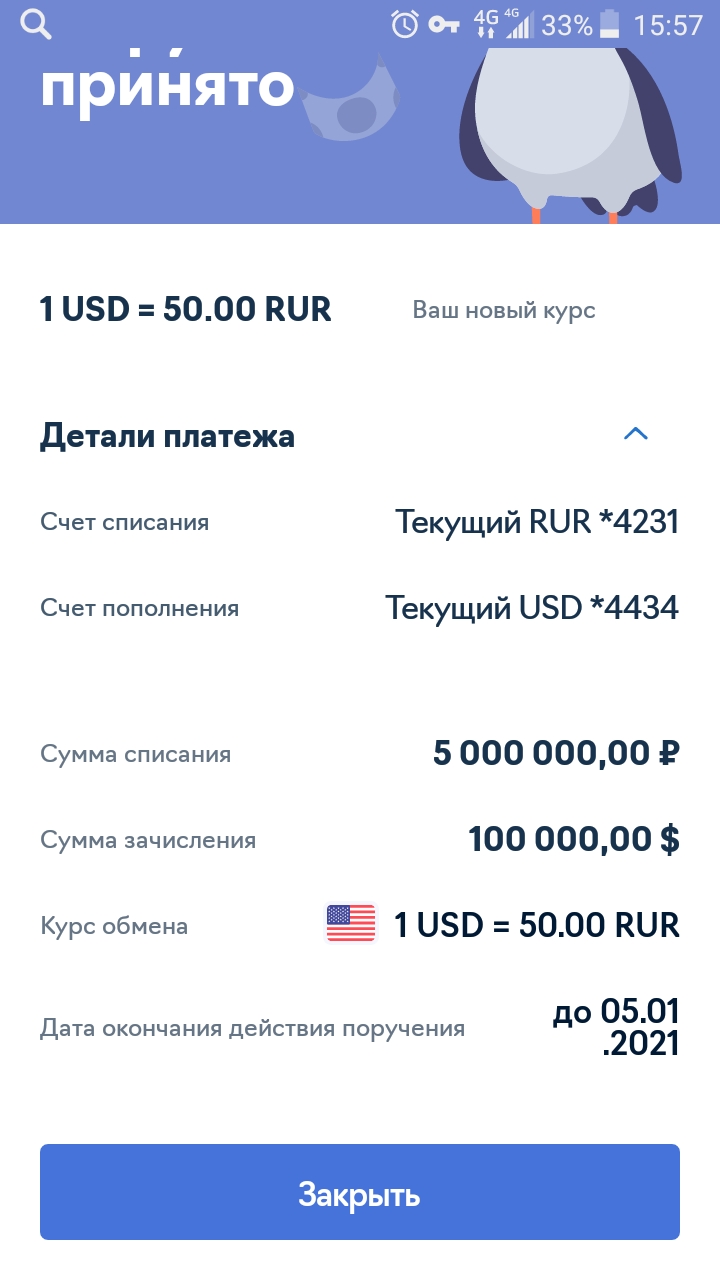 4G 4G 33% 15:57
принято
1 USD = 50.00 RUR Ваш новый курс
Детали платежа
Счет списания Текущий RUR *4231
Счет пополнения Текущий USD *4434
Сумма списания 5 000 000,00 ₽
Сумма зачисления 100 000,00 $
Курс обмена 1 USD = 50.00 RUR
Дата окончания действия поручения до 05.01
.2021
Закрыть